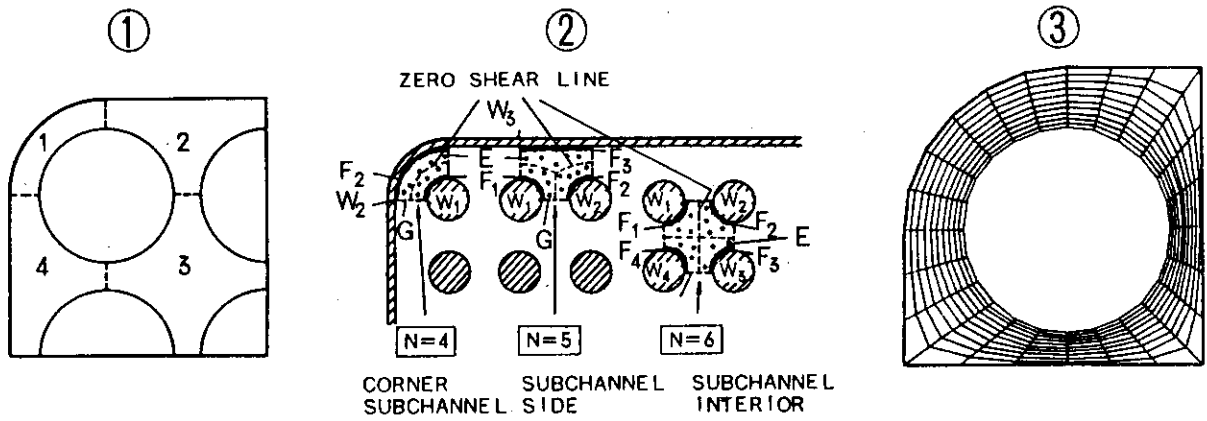 ① ② ③
1 2
4 3
ZERO SHEAR LINE
W3
F2 E F3
F1 F2
W2 W1 W1 W2 W1 W2
G G F1 F2
E
F4 F3
W4 W3
N=4 N=5 N=6
CORNER SUBCHANNEL SUBCHANNEL
SUBCHANNEL SIDE INTERIOR